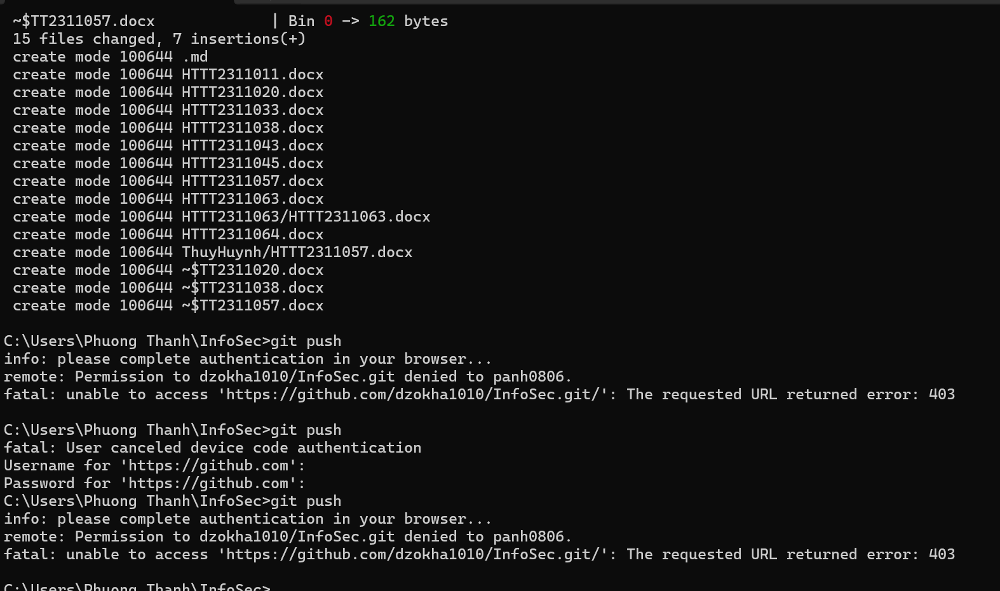 ~$TT2311057.docx             | Bin 0 -> 162 bytes
15 files changed, 7 insertions(+)
create mode 100644 .md
create mode 100644 HTTT2311011.docx
create mode 100644 HTTT2311020.docx
create mode 100644 HTTT2311033.docx
create mode 100644 HTTT2311038.docx
create mode 100644 HTTT2311043.docx
create mode 100644 HTTT2311045.docx
create mode 100644 HTTT2311057.docx
create mode 100644 HTTT2311063.docx
create mode 100644 HTTT2311063/HTTT2311063.docx
create mode 100644 HTTT2311064.docx
create mode 100644 ThuyHuynh/HTTT2311057.docx
create mode 100644 ~$TT2311020.docx
create mode 100644 ~$TT2311038.docx
create mode 100644 ~$TT2311057.docx
C:\Users\Phuong Thanh\InfoSec>git push
info: please complete authentication in your browser...
remote: Permission to dzokha1010/InfoSec.git denied to panh0806.
fatal: unable to access 'https://github.com/dzokha1010/InfoSec.git/': The requested URL returned error: 403
C:\Users\Phuong Thanh\InfoSec>git push
fatal: User canceled device code authentication
Username for 'https://github.com':
Password for 'https://github.com':
C:\Users\Phuong Thanh\InfoSec>git push
info: please complete authentication in your browser...
remote: Permission to dzokha1010/InfoSec.git denied to panh0806.
fatal: unable to access 'https://github.com/dzokha1010/InfoSec.git/': The requested URL returned error: 403
C:\Users\Phuong Thanh\InfoSec>